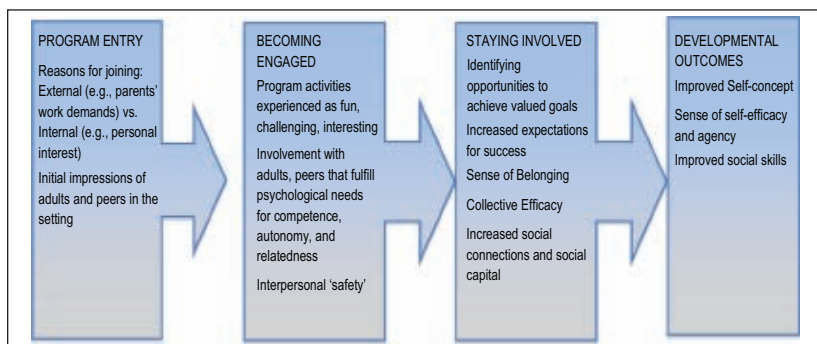 PROGRAM ENTRY
Reasons for joining:
External (e.g., parents'
work demands) vs.
Internal (e.g., personal
interest)
Initial impressions of
adults and peers in the
setting
BECOMING
ENGAGED
Program activities
experienced as fun,
challenging, interesting
Involvement with
adults, peers that fulfill
psychological needs
for competence,
autonomy, and
relatedness
Interpersonal ‘safety’
STAYING INVOLVED
Identifying
opportunities to
achieve valued goals
Increased expectations
for success
Sense of Belonging
Collective Efficacy
Increased social
connections and social
capital
DEVELOPMENTAL
OUTCOMES
Improved Self-concept
Sense of self-efficacy
and agency
Improved social skills